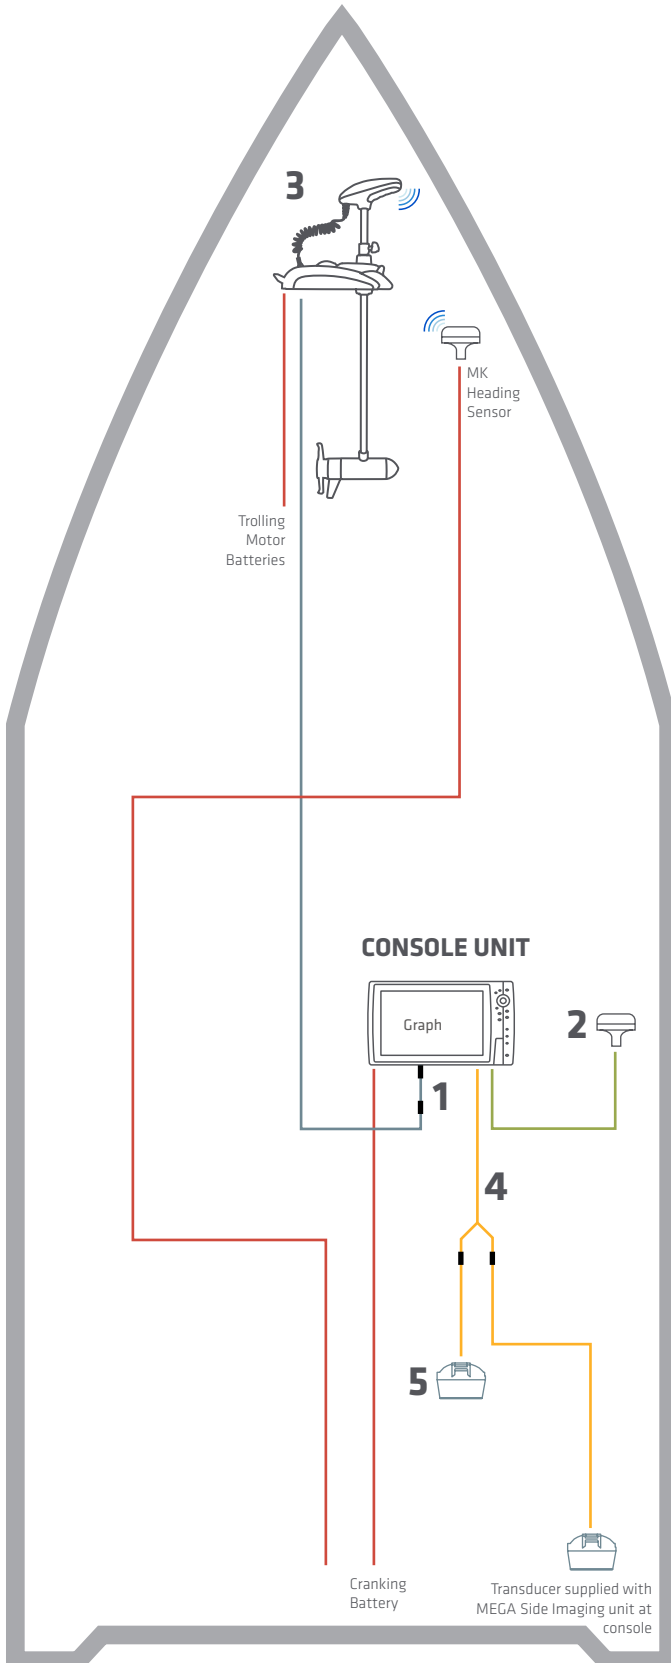 3
MK
Heading
Sensor
Trolling
Motor
Batteries
CONSOLE UNIT
Graph
2
1
4
5
Cranking
Battery
Transducer supplied with
MEGA Side Imaging unit at
console